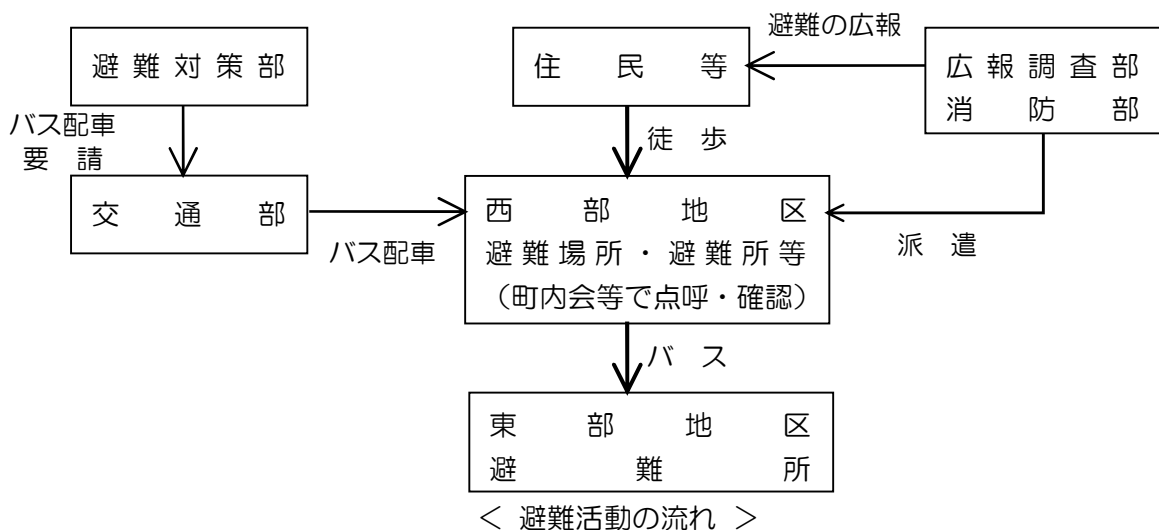 避難の広報
避難対策部
住民等
広報調査部
消防部
バス配車
要請
徒歩
交通部
バス配車
西部地区
避難場所・避難所等
（町内会等で点呼・確認）
派遣
バス
東部地区
避難所
＜ 避難活動の流れ ＞